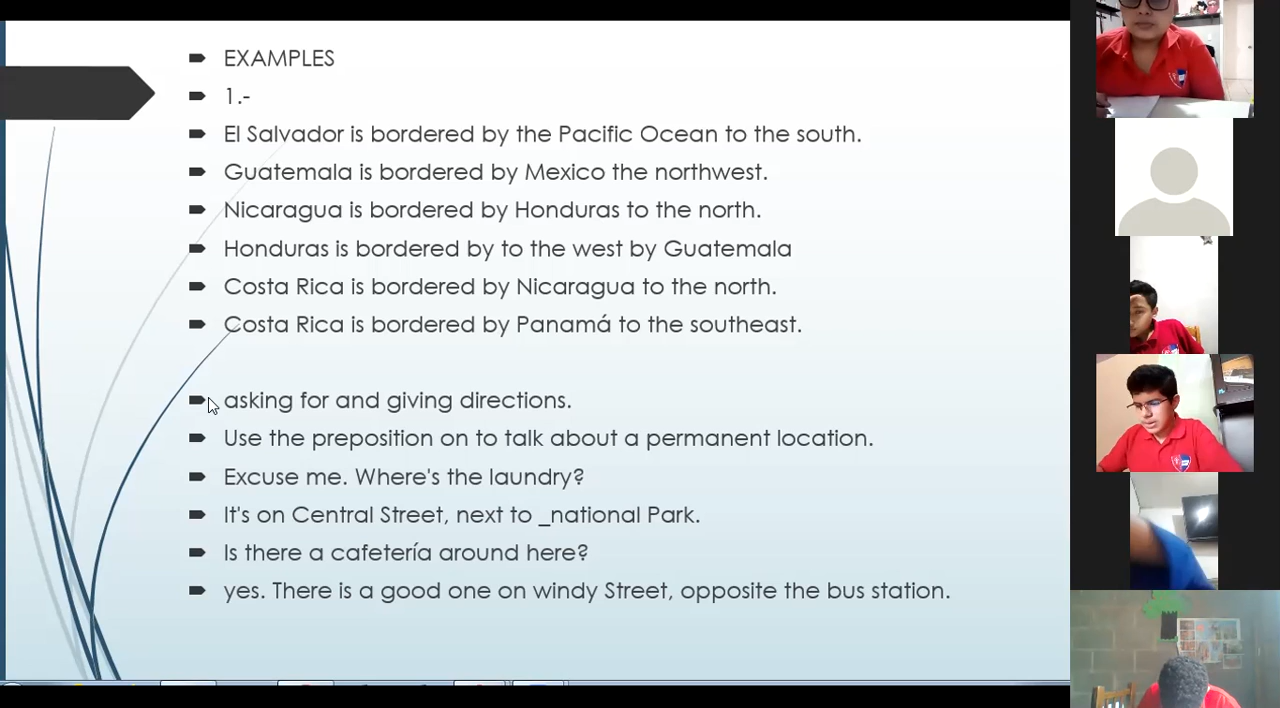 EXAMPLES
1.-
El Salvador is bordered by the Pacific Ocean to the south.
Guatemala is bordered by Mexico the northwest.
Nicaragua is bordered by Honduras to the north.
Honduras is bordered by to the west by Guatemala
Costa Rica is bordered by Nicaragua to the north.
Costa Rica is bordered by Panamá to the southeast.
asking for and giving directions.
Use the preposition on to talk about a permanent location.
Excuse me. Where's the laundry?
It's on Central Street, next to _national Park.
Is there a cafetería around here?
yes. There is a good one on windy Street, opposite the bus station.